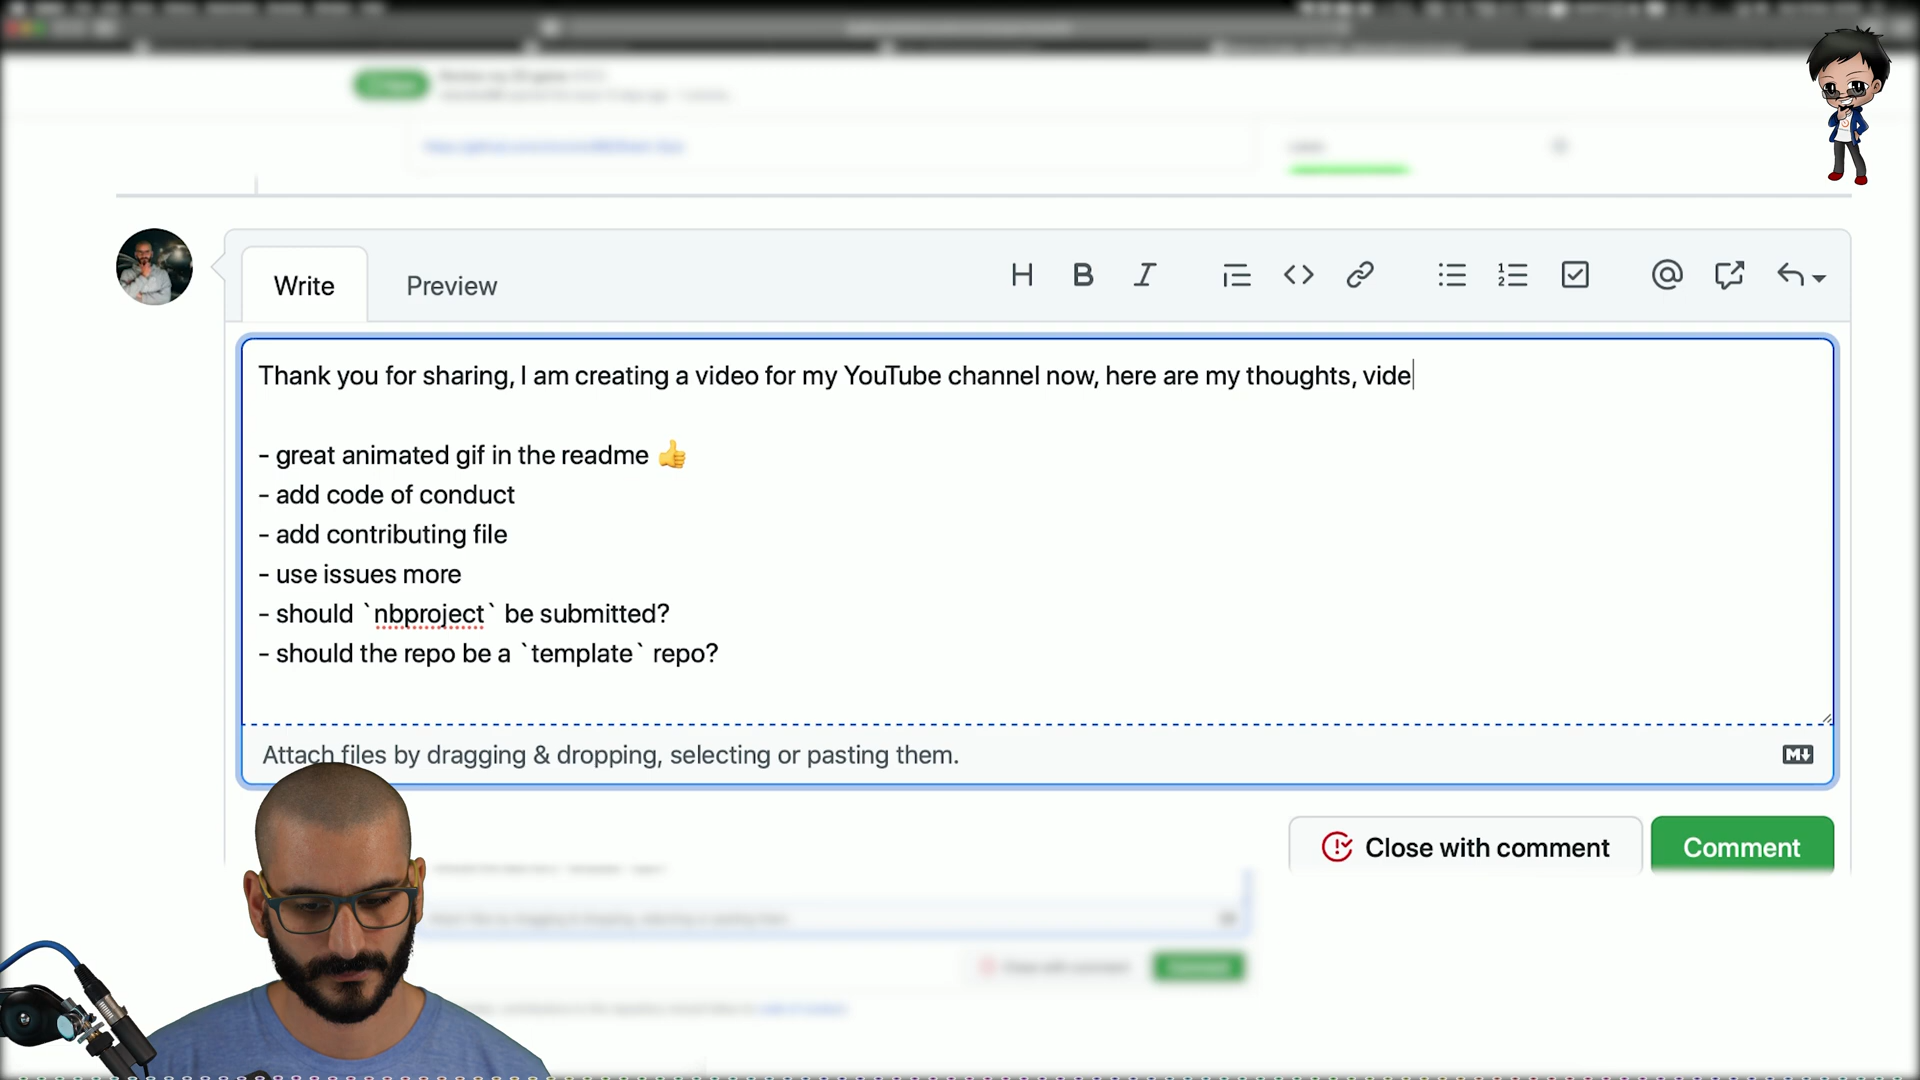 Write
Preview
Thank you for sharing, I am creating a video for my YouTube channel now, here are my thoughts, vide
- great animated gif in the readme 👍
- add code of conduct
- add contributing file
- use issues more
- should `nbproject` be submitted?
- should the repo be a `template` repo?
Attach files by dragging & dropping, selecting or pasting them.
Close with comment
Comment